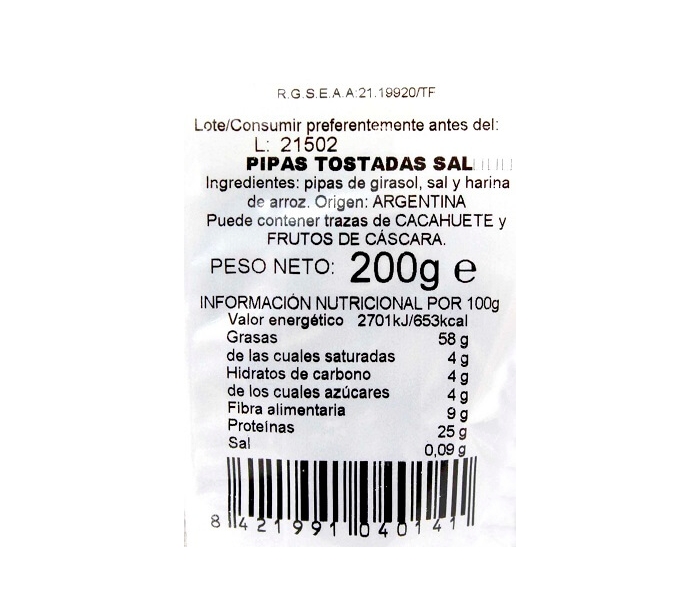 R.G.S.E.A.A:21.19920/TF
Lote/Consumir preferentemente antes del:
L: 21502
PIPAS TOSTADAS SAL
Ingredientes: pipas de girasol, sal y harina
de arroz. Origen: ARGENTINA
Puede contener trazas de CACAHUETE y
FRUTOS DE CÁSCARA.
PESO NETO: 200g e
INFORMACIÓN NUTRICIONAL POR 100g
Valor energético 2701kJ/653kcal
Grasas 58 g
de las cuales saturadas 4 g
Hidratos de carbono 4 g
de los cuales azúcares 4 g
Fibra alimentaria 9 g
Proteínas 25 g
Sal 0,09 g
8 421991 040141